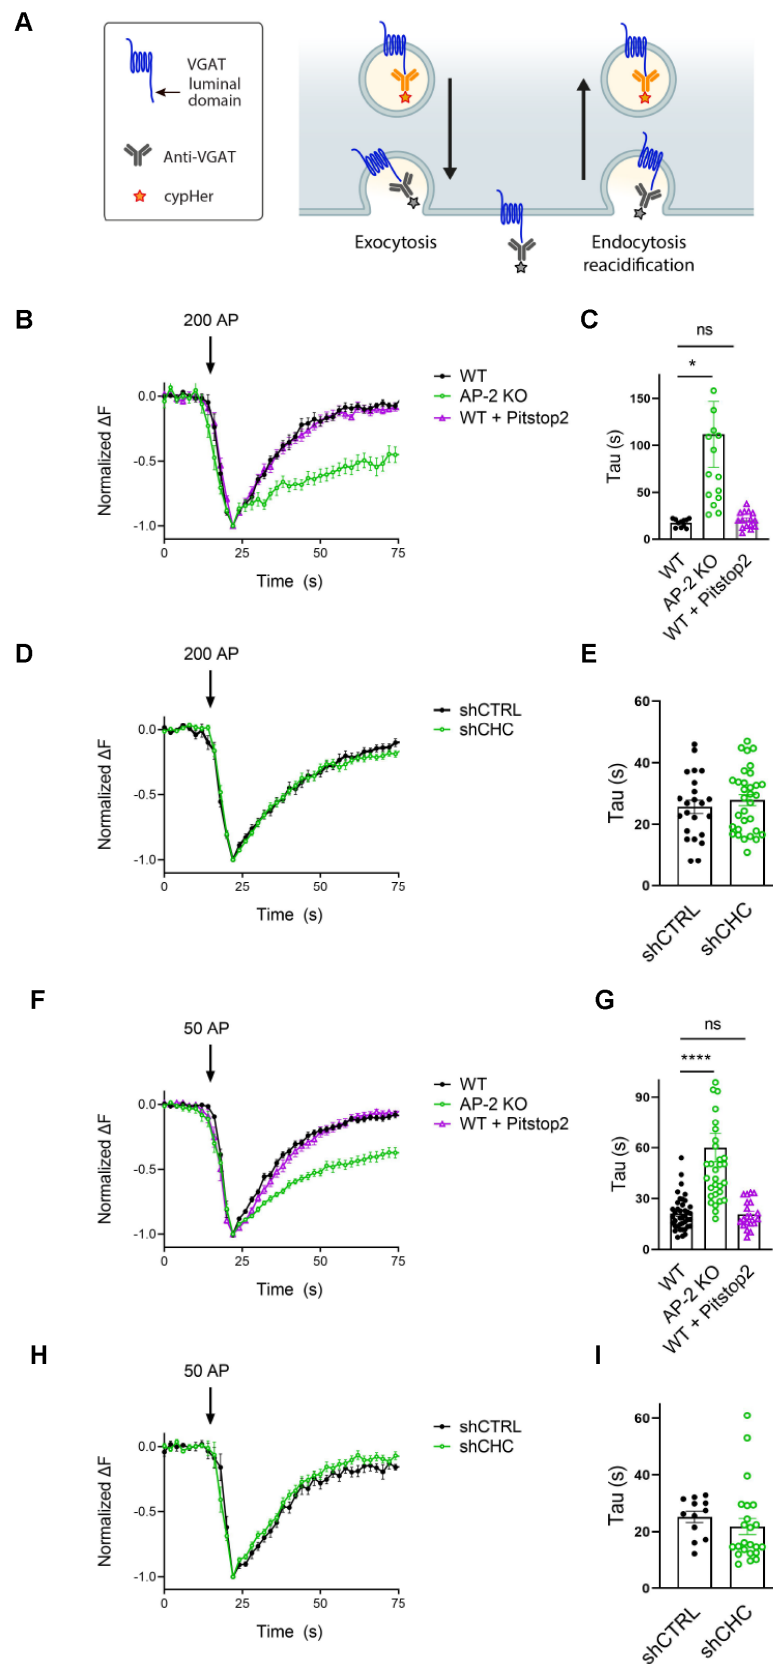 A
VGAT
luminal
domain
Anti-VGAT
cypHer
Exocytosis
Endocytosis
reacidification
B
200 AP
Normalized ΔF
0.0
-0.5
-1.0
0
25
50
75
Time (s)
WT
AP-2 KO
WT + Pitstop2
C
ns
*
Tau (s)
150
100
50
0
WT
AP-2 KO
WT + Pitstop2
D
200 AP
Normalized ΔF
0.0
-0.5
-1.0
0
25
50
75
Time (s)
shCTRL
shCHC
E
Tau (s)
60
40
20
0
shCTRL
shCHC
F
50 AP
Normalized ΔF
0.0
-0.5
-1.0
0
25
50
75
Time (s)
WT
AP-2 KO
WT + Pitstop2
G
ns
****
Tau (s)
90
60
30
0
WT
AP-2 KO
WT + Pitstop2
H
50 AP
Normalized ΔF
0.0
-0.5
-1.0
0
25
50
75
Time (s)
shCTRL
shCHC
I
Tau (s)
60
40
20
0
shCTRL
shCHC